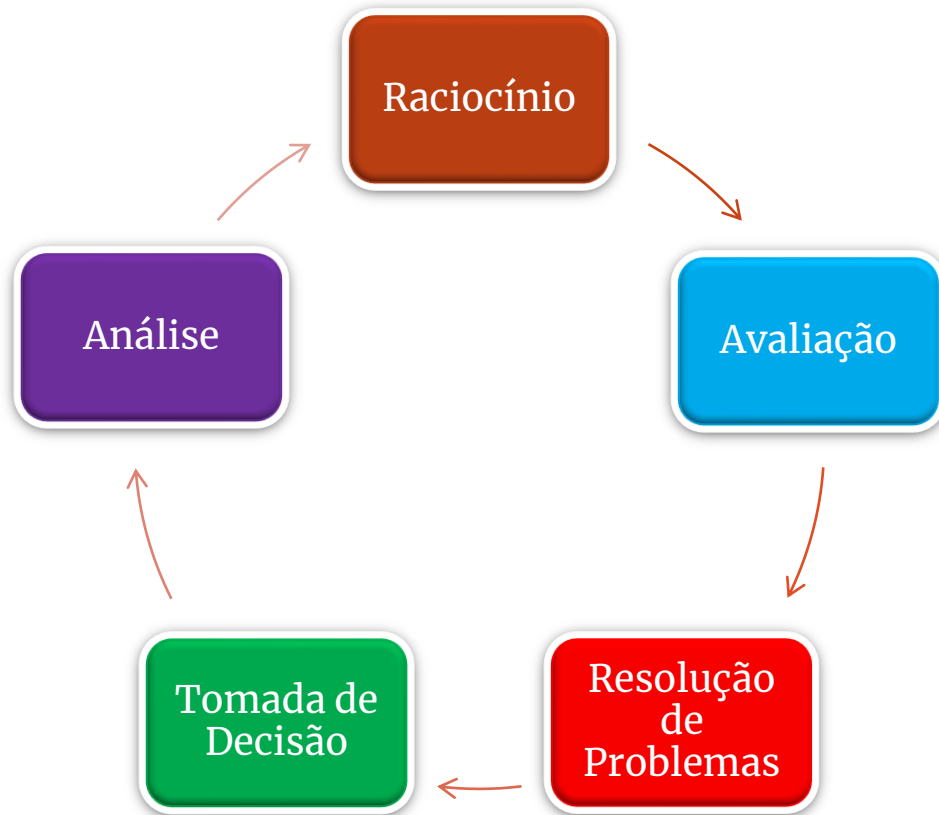 Raciocínio
Análise
Avaliação
Tomada de
Decisão
Resolução
de
Problemas